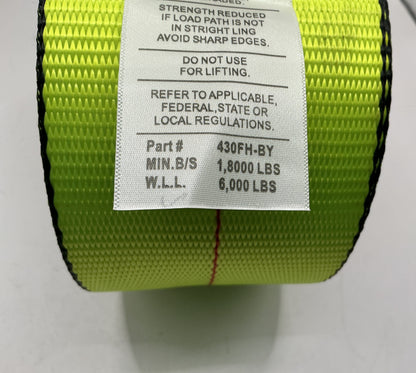 STRENGTH REDUCED
IF LOAD PATH IS NOT
IN STRIGHT LING
AVOID SHARP EDGES.
DO NOT USE
FOR LIFTING.
REFER TO APPLICABLE,
FEDERAL,STATE OR
LOCAL REGULATIONS.
Part # 430FH-BY
MIN.B/S 1,8000 LBS
W.L.L. 6,000 LBS